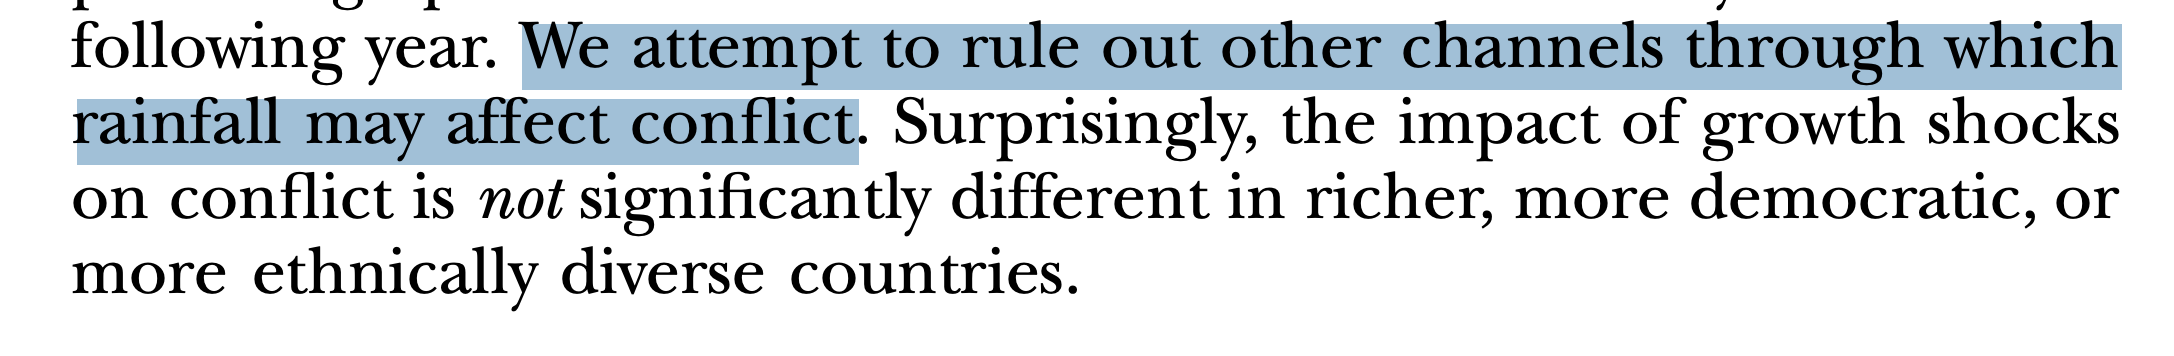 following year. We attempt to rule out other channels through which
rainfall may affect conflict. Surprisingly, the impact of growth shocks
on conflict is not significantly different in richer, more democratic, or
more ethnically diverse countries.